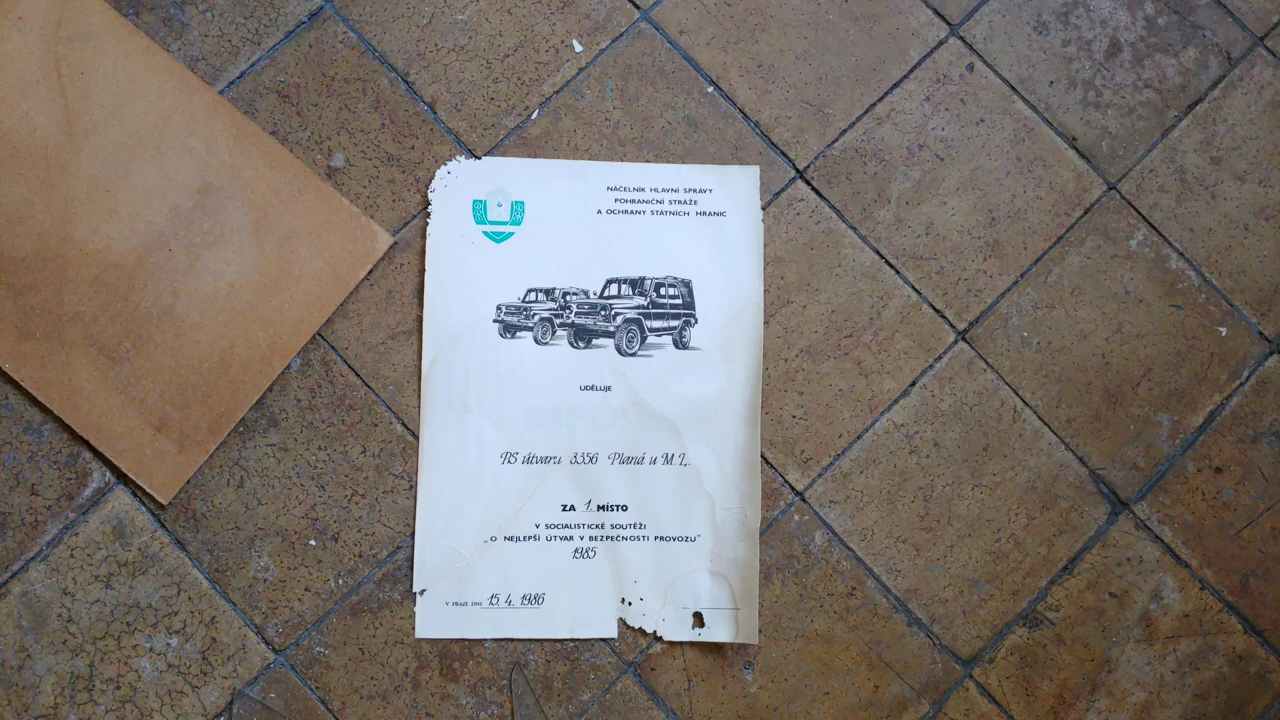 NÁČELNÍK HLAVNÍ SPRÁVY
POHRANIČNÍ STRÁŽE
A OCHRANY STÁTNÍCH HRANIC
UDĚLUJE
PS útvaru 3356 Planá u M. L.
ZA 1. MÍSTO
V SOCIALISTICKÉ SOUTĚŽI
„O NEJLEPŠÍ ÚTVAR V BEZPEČNOSTI PROVOZU"
1985
V PRAZE DNE 15. 4. 1986